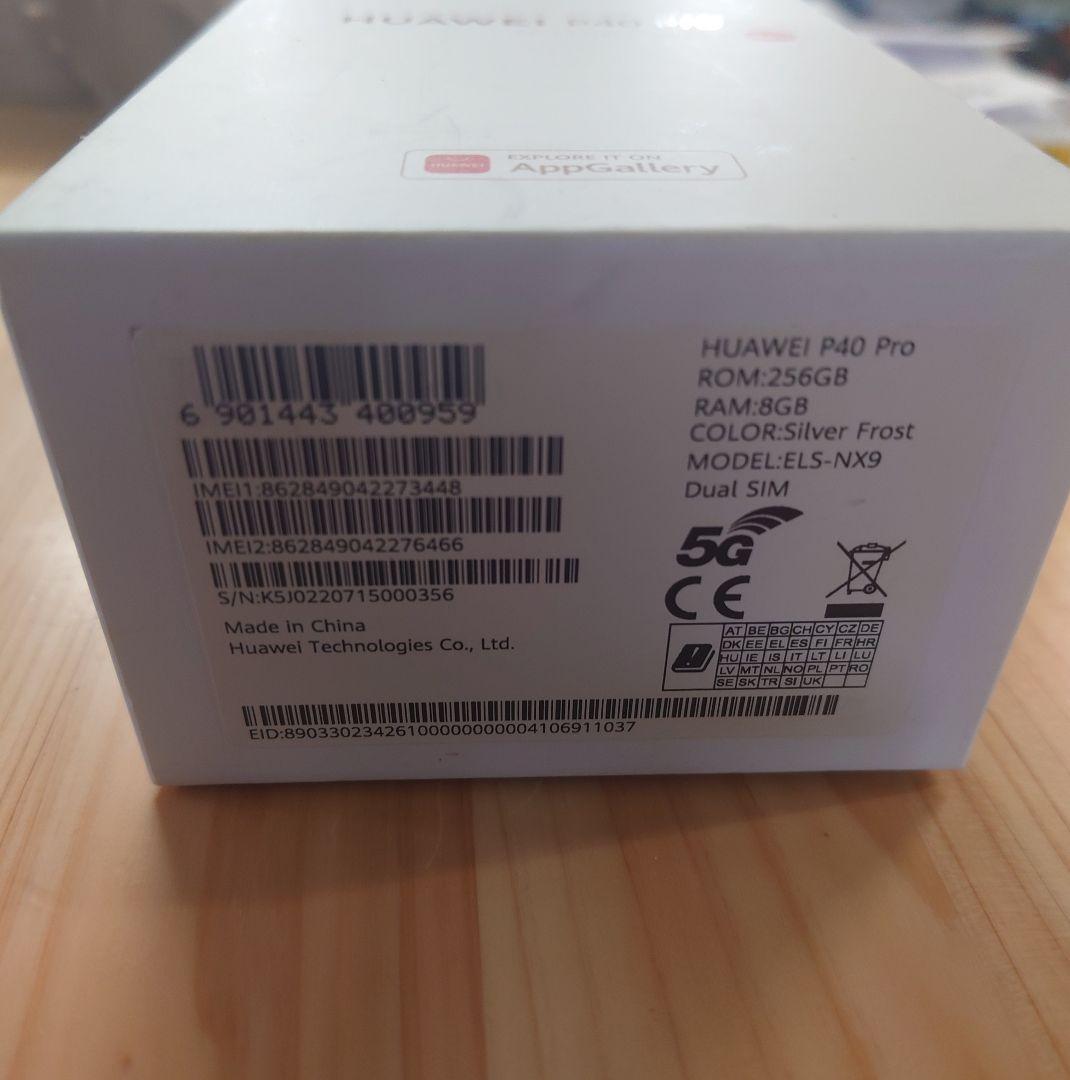 HUAWEI P40
HUAWEI
EXPLORE IT ON
AppGallery
6 901443 400959
IMEI1:862849042273448
IMEI2:862849042276466
S/N:K5J0220715000356
Made in China
Huawei Technologies Co., Ltd.
HUAWEI P40 Pro
ROM:256GB
RAM:8GB
COLOR:Silver Frost
MODEL:ELS-NX9
Dual SIM
5G
CE
AT BE BG CH CY CZ DE
DK EE EL ES FI FR HR
HU IE IS IT LT LI LU
LV MT NL NO PL PT RO
SE SK TR SI UK
EID:89033023426100000000004106911037